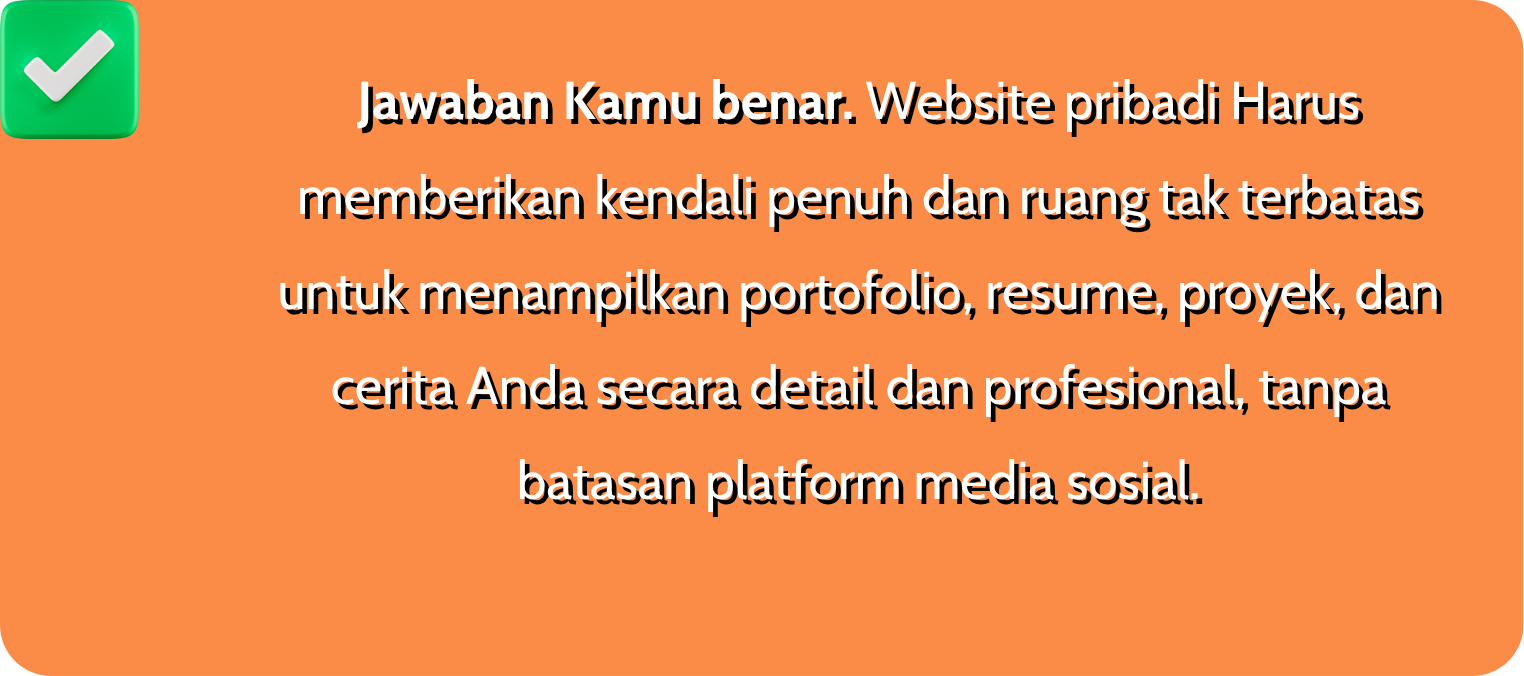 Jawaban Kamu benar. Website pribadi Harus
memberikan kendali penuh dan ruang tak terbatas
untuk menampilkan portofolio, resume, proyek, dan
cerita Anda secara detail dan profesional, tanpa
batasan platform media sosial.